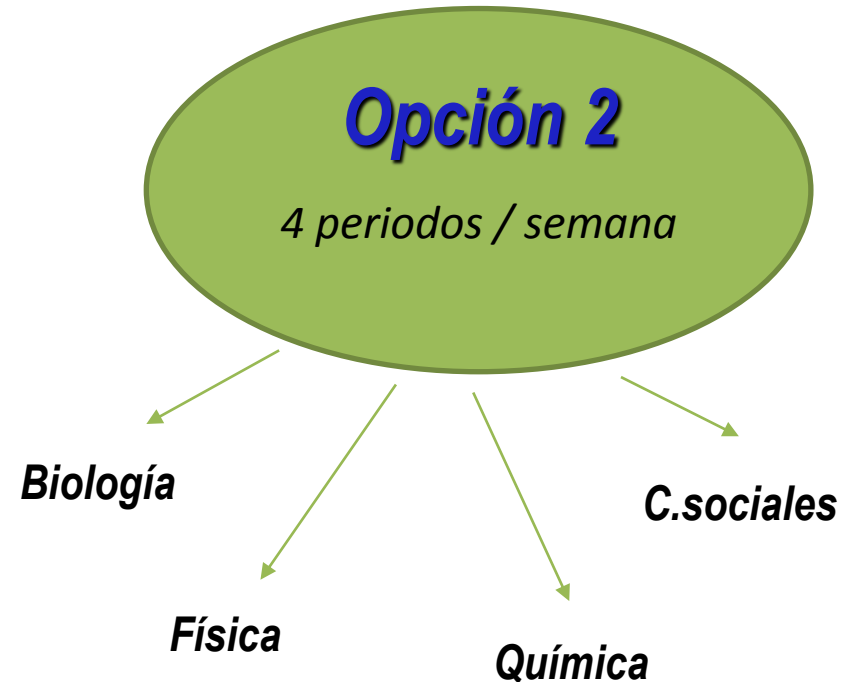 Opción 2
4 periodos / semana
Biología
C.sociales
Física
Química